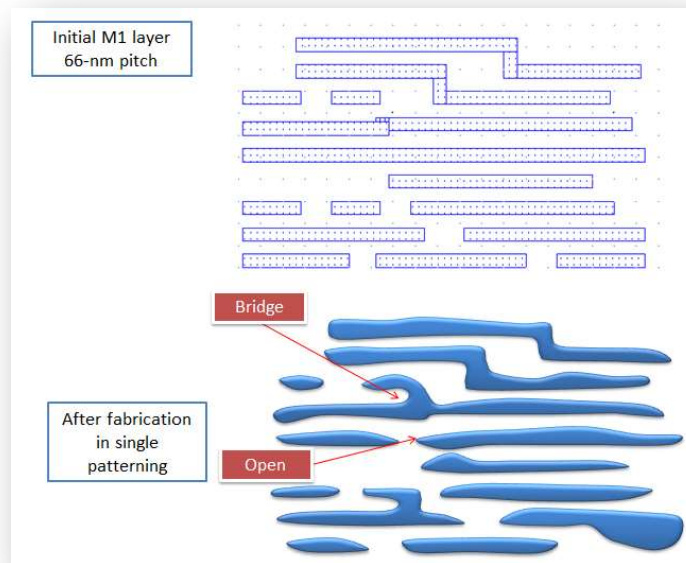 Initial M1 layer
66-nm pitch
Bridge
After fabrication
in single
patterning
Open